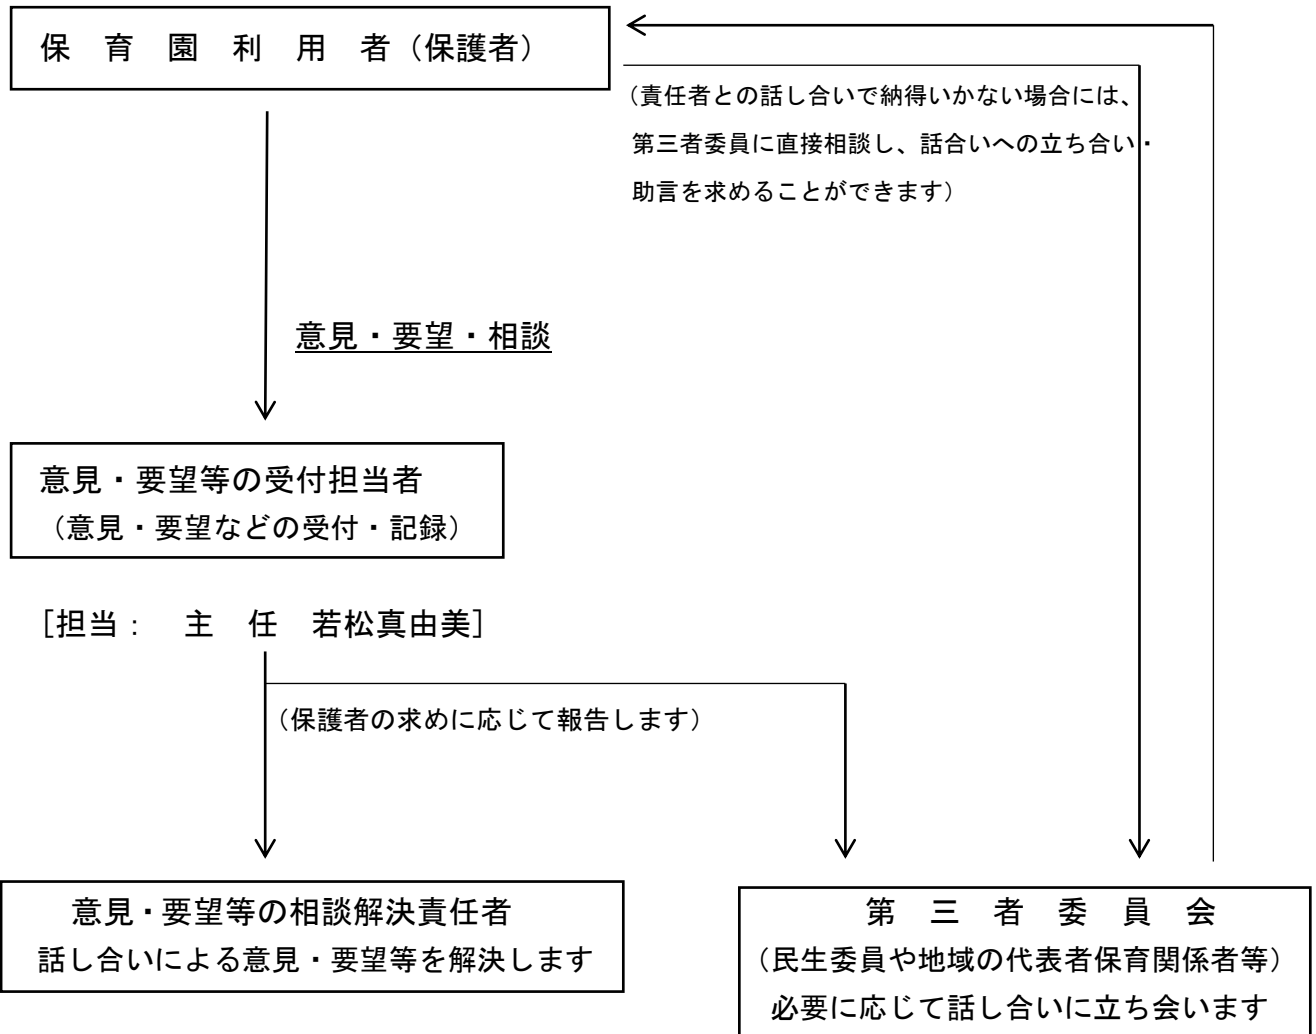 保 育 園 利 用 者（保護者）
（責任者との話し合いで納得いかない場合には、
第三者委員に直接相談し、話合いへの立ち合い・
助言を求めることができます）
意見・要望・相談
意見・要望等の受付担当者
（意見・要望などの受付・記録）
［担当： 主 任 若松真由美］
（保護者の求めに応じて報告します）
意見・要望等の相談解決責任者
話し合いによる意見・要望等を解決します
第 三 者 委 員 会
（民生委員や地域の代表者保育関係者等）
必要に応じて話し合いに立ち会います